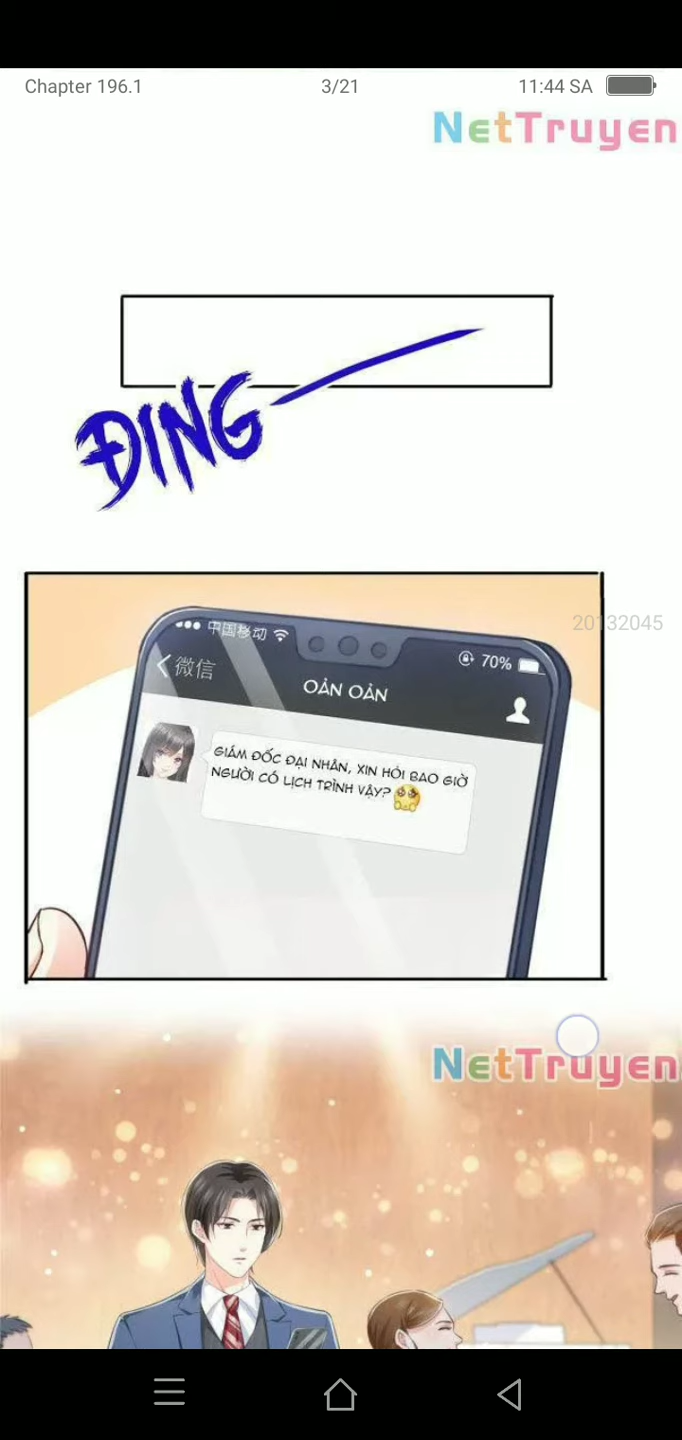 Chapter 196.1 3/21 11:44 SA
NetTruyen
ĐING
20132045
中国移动 70%
微信
OẢN OẢN
GIÁM ĐỐC ĐẠI NHÂN, XIN HỎI BAO GIỜ
NGƯỜI CÓ LỊCH TRÌNH VẬY?
NetTruyen